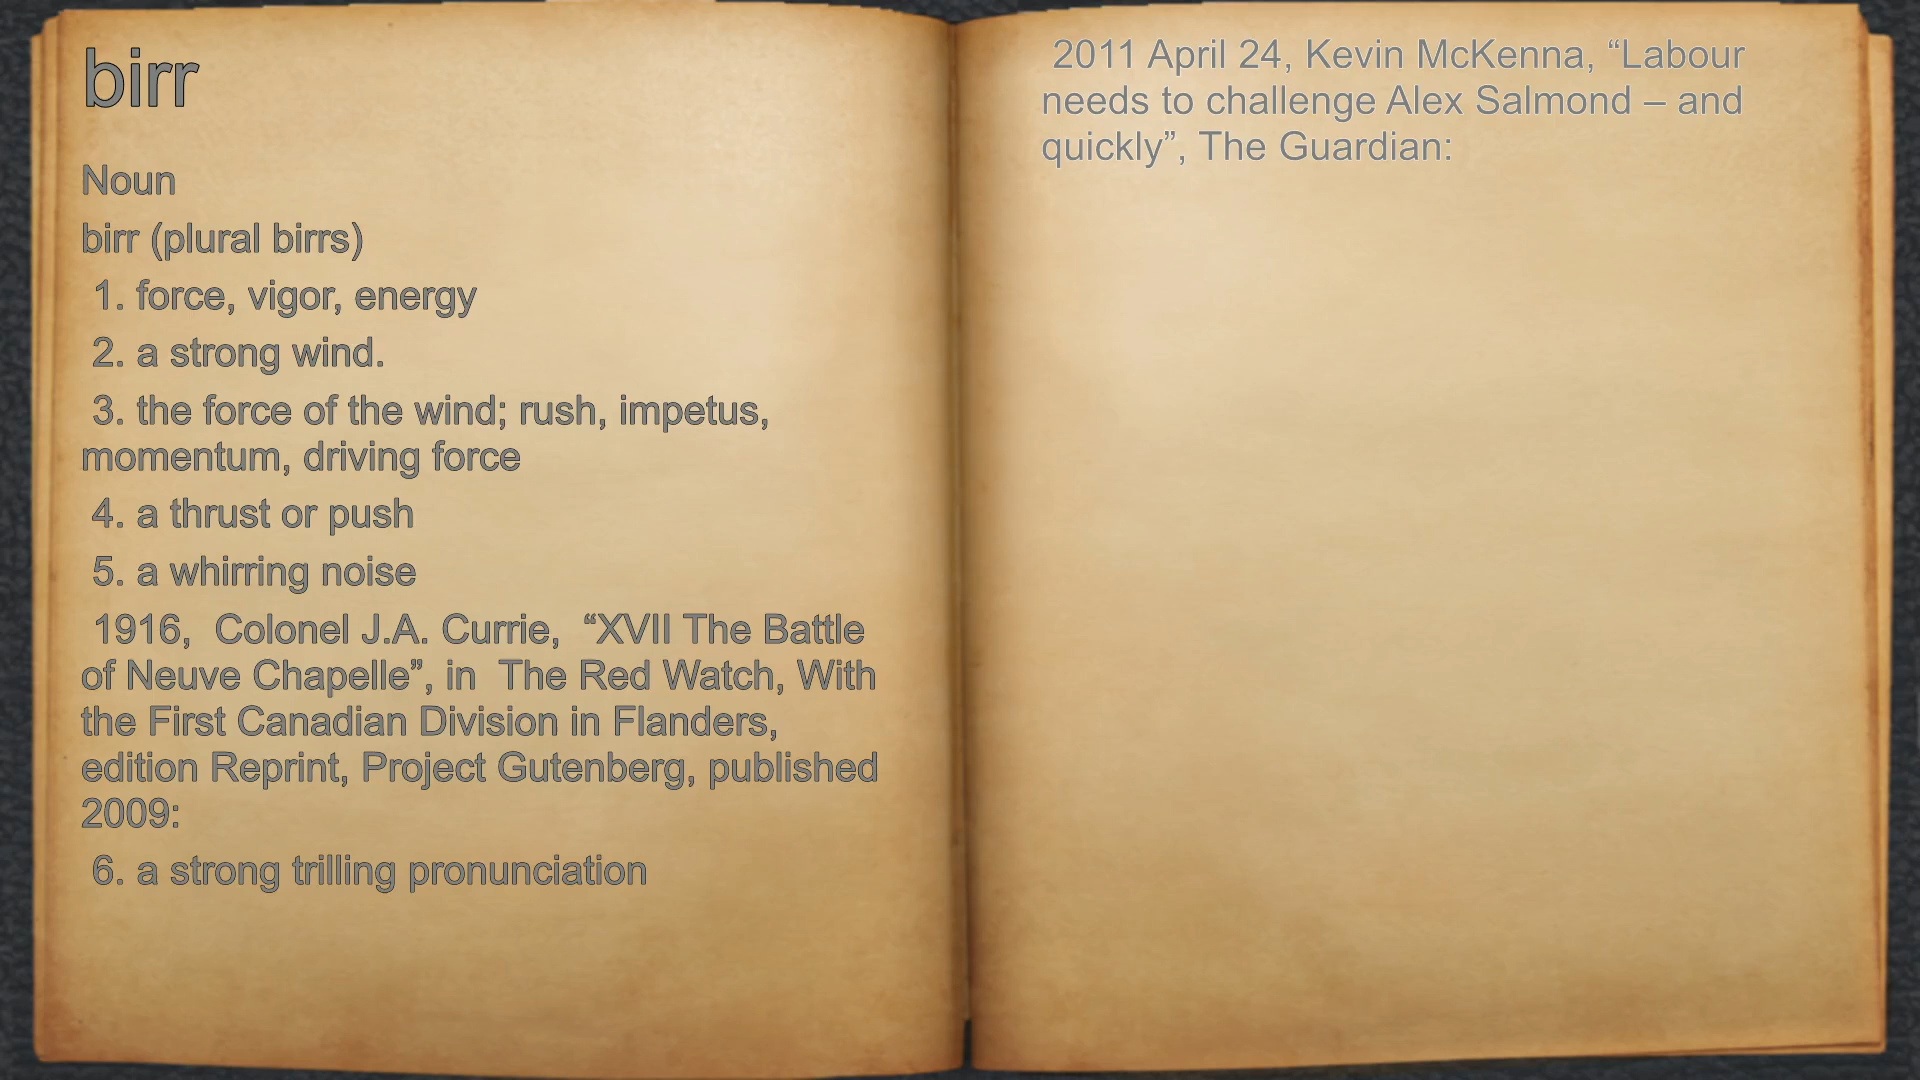 birr
Noun
birr (plural birrs)
1. force, vigor, energy
2. a strong wind.
3. the force of the wind; rush, impetus,
momentum, driving force
4. a thrust or push
5. a whirring noise
1916,  Colonel J.A. Currie,  “XVII The Battle
of Neuve Chapelle”, in  The Red Watch, With
the First Canadian Division in Flanders,
edition Reprint, Project Gutenberg, published
2009:
6. a strong trilling pronunciation
2011 April 24, Kevin McKenna, “Labour
needs to challenge Alex Salmond – and
quickly”, The Guardian: